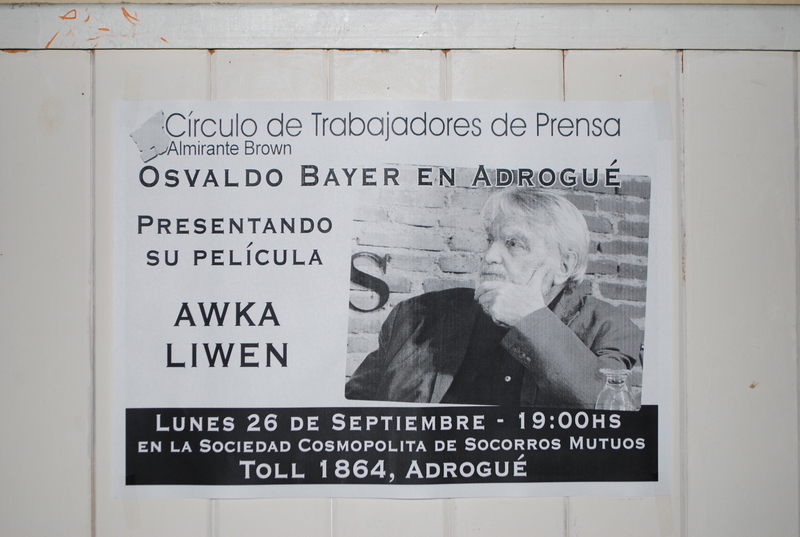 Círculo de Trabajadores de Prensa
Almirante Brown
OSVALDO BAYER EN ADROGUÉ
PRESENTANDO
SU PELÍCULA
AWKA
LIWEN
S
LUNES 26 DE SEPTIEMBRE - 19:00HS
EN LA SOCIEDAD COSMOPOLITA DE SOCORROS MUTUOS
TOLL 1864, ADROGUÉ